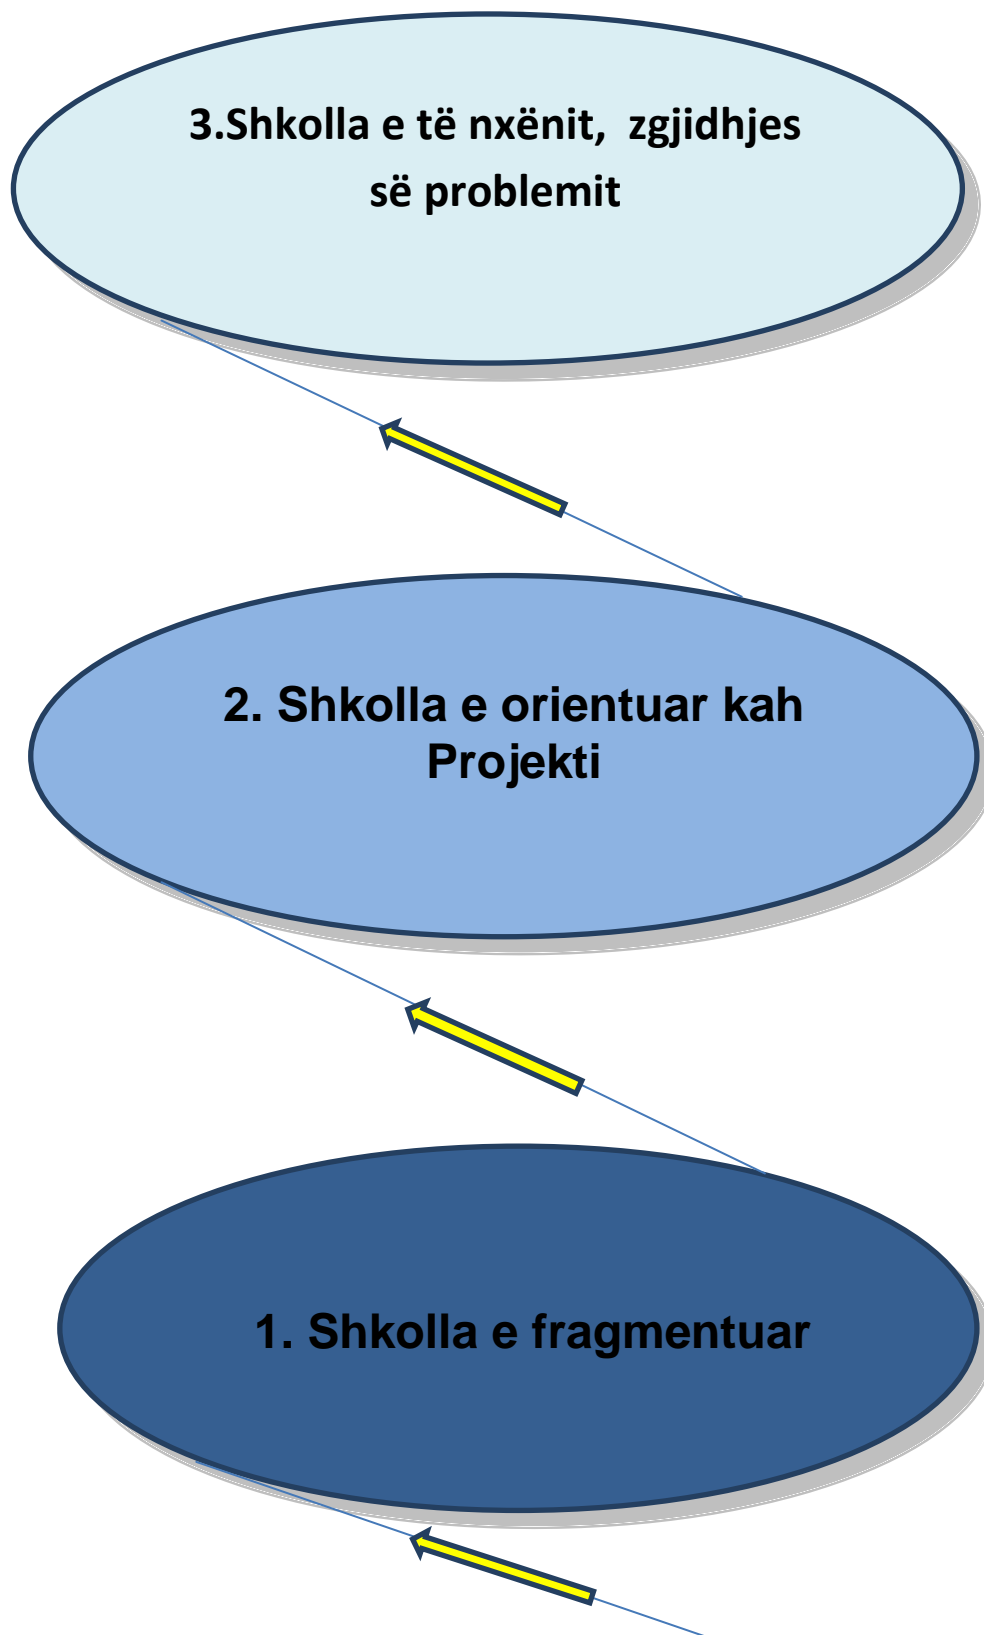 3.Shkolla e të nxënit, zgjidhjes
së problemit
2. Shkolla e orientuar kah
Projekti
1. Shkolla e fragmentuar